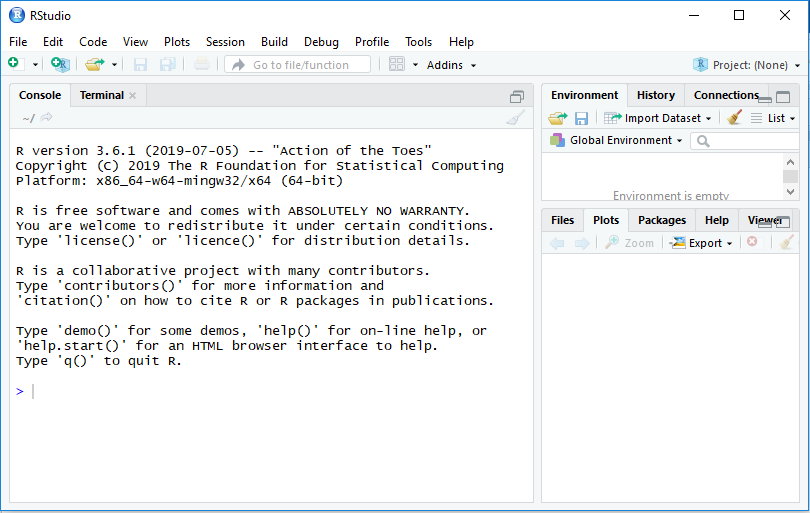 RStudio
File Edit Code View Plots Session Build Debug Profile Tools Help
Go to file/function Addins Project: (None)
Console Terminal
~/
R version 3.6.1 (2019-07-05) -- "Action of the Toes"
Copyright (C) 2019 The R Foundation for Statistical Computing
Platform: x86_64-w64-mingw32/x64 (64-bit)
R is free software and comes with ABSOLUTELY NO WARRANTY.
You are welcome to redistribute it under certain conditions.
Type 'license()' or 'licence()' for distribution details.
R is a collaborative project with many contributors.
Type 'contributors()' for more information and
'citation()' on how to cite R or R packages in publications.
Type 'demo()' for some demos, 'help()' for on-line help, or
'help.start()' for an HTML browser interface to help.
Type 'q()' to quit R.
>
Environment History Connections
Import Dataset List
Global Environment
Environment is empty
Files Plots Packages Help Viewer
Zoom Export